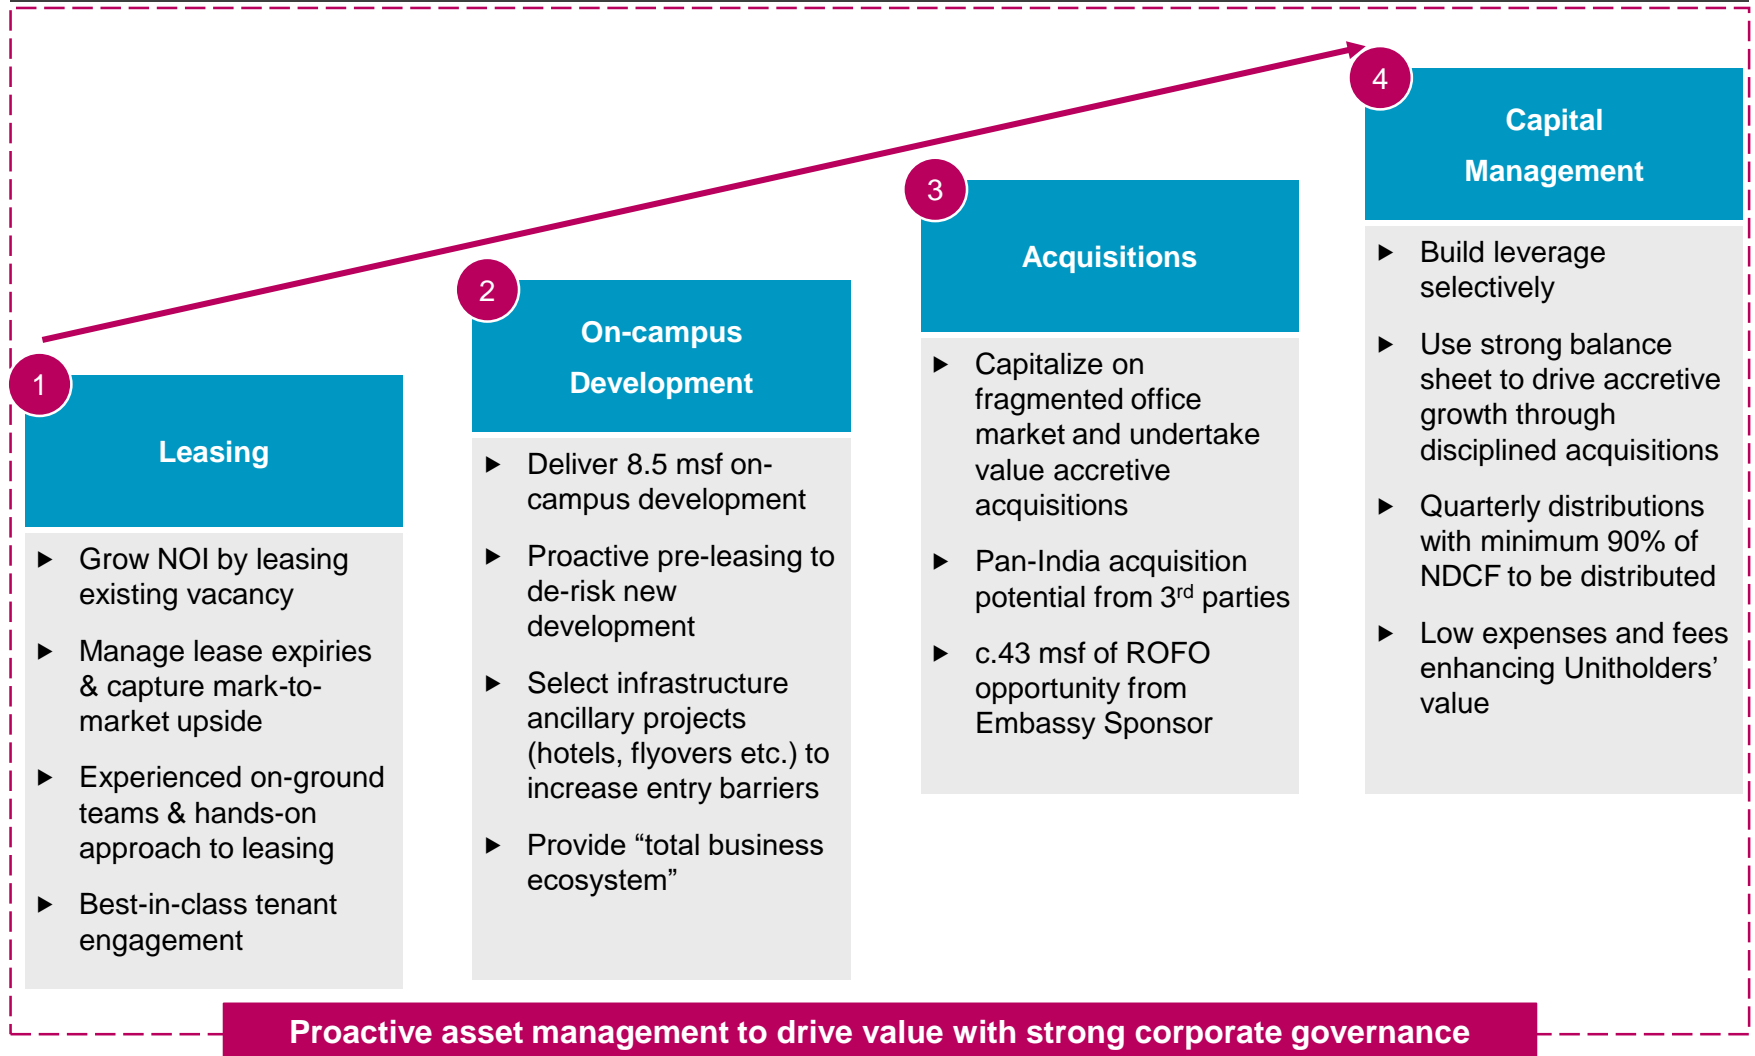 1
Leasing
► Grow NOI by leasing
existing vacancy
► Manage lease expiries
& capture mark-to-
market upside
► Experienced on-ground
teams & hands-on
approach to leasing
► Best-in-class tenant
engagement
2
On-campus
Development
► Deliver 8.5 msf on-
campus development
► Proactive pre-leasing to
de-risk new
development
► Select infrastructure
ancillary projects
(hotels, flyovers etc.) to
increase entry barriers
► Provide “total business
ecosystem”
3
Acquisitions
► Capitalize on
fragmented office
market and undertake
value accretive
acquisitions
► Pan-India acquisition
potential from 3rd parties
► c.43 msf of ROFO
opportunity from
Embassy Sponsor
4
Capital
Management
► Build leverage
selectively
► Use strong balance
sheet to drive accretive
growth through
disciplined acquisitions
► Quarterly distributions
with minimum 90% of
NDCF to be distributed
► Low expenses and fees
enhancing Unitholders’
value
Proactive asset management to drive value with strong corporate governance